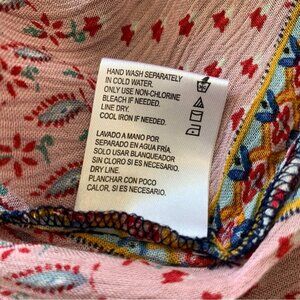 HAND WASH SEPARATELY
IN COLD WATER.
ONLY USE NON-CHLORINE
BLEACH IF NEEDED.
LINE DRY.
COOL IRON IF NEEDED.
LAVADO A MANO POR
SEPARADO EN AGUA FRÍA.
SOLO USAR BLANQUEADOR
SIN CLORO SI ES NECESARIO.
DRY LINE.
PLANCHAR CON POCO
CALOR, SI ES NECESARIO.